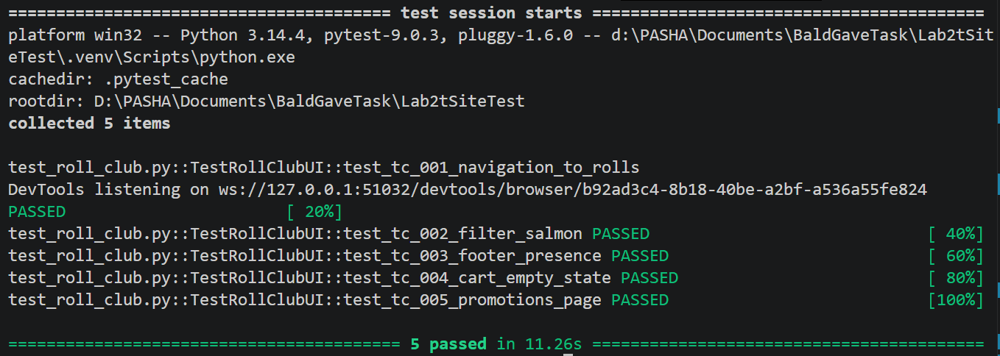 ======================================== test session starts =========================================
platform win32 -- Python 3.14.4, pytest-9.0.3, pluggy-1.6.0 -- d:\PASHA\Documents\BaldGaveTask\Lab2tSit
eTest\.venv\Scripts\python.exe
cachedir: .pytest_cache
rootdir: D:\PASHA\Documents\BaldGaveTask\Lab2tSiteTest
collected 5 items

test_roll_club.py::TestRollClubUI::test_tc_001_navigation_to_rolls
DevTools listening on ws://127.0.0.1:51032/devtools/browser/b92ad3c4-8b18-40be-a2bf-a536a55fe824
PASSED                       [ 20%]
test_roll_club.py::TestRollClubUI::test_tc_002_filter_salmon PASSED                             [ 40%]
test_roll_club.py::TestRollClubUI::test_tc_003_footer_presence PASSED                           [ 60%]
test_roll_club.py::TestRollClubUI::test_tc_004_cart_empty_state PASSED                          [ 80%]
test_roll_club.py::TestRollClubUI::test_tc_005_promotions_page PASSED                           [100%]

========================================= 5 passed in 11.26s =========================================